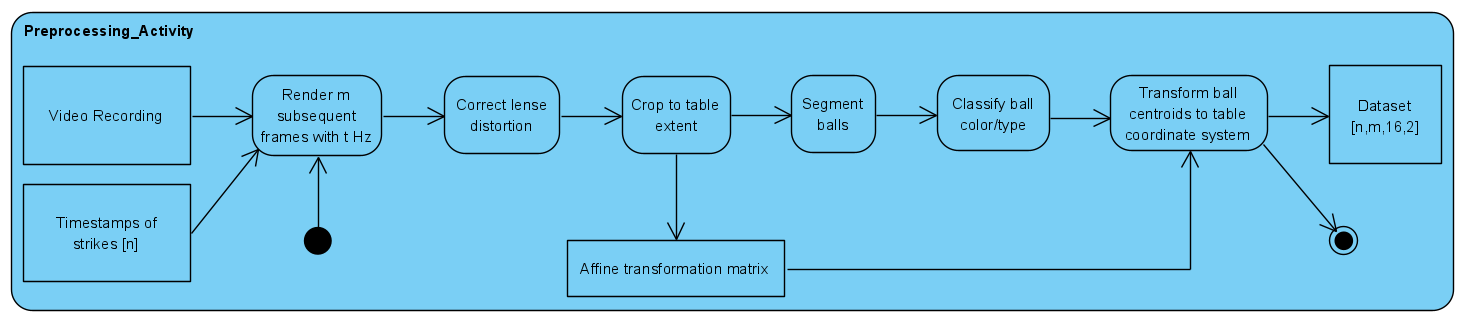 Preprocessing_Activity
Video Recording
Timestamps of
strikes [n]
Render m
subsequent
frames with t Hz
Correct lense
distortion
Crop to table
extent
Segment
balls
Classify ball
color/type
Transform ball
centroids to table
coordinate system
Dataset
[n,m,16,2]
Affine transformation matrix